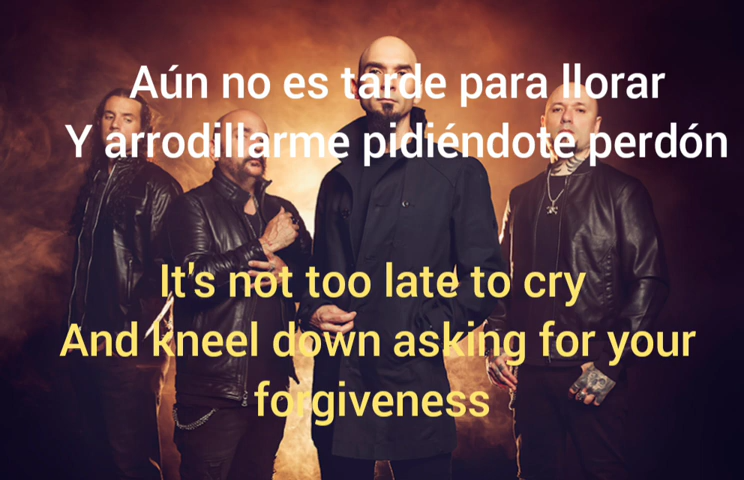 Aún no es tarde para llorar
Y arrodillarme pidiéndote perdón
It's not too late to cry
And kneel down asking for your
forgiveness